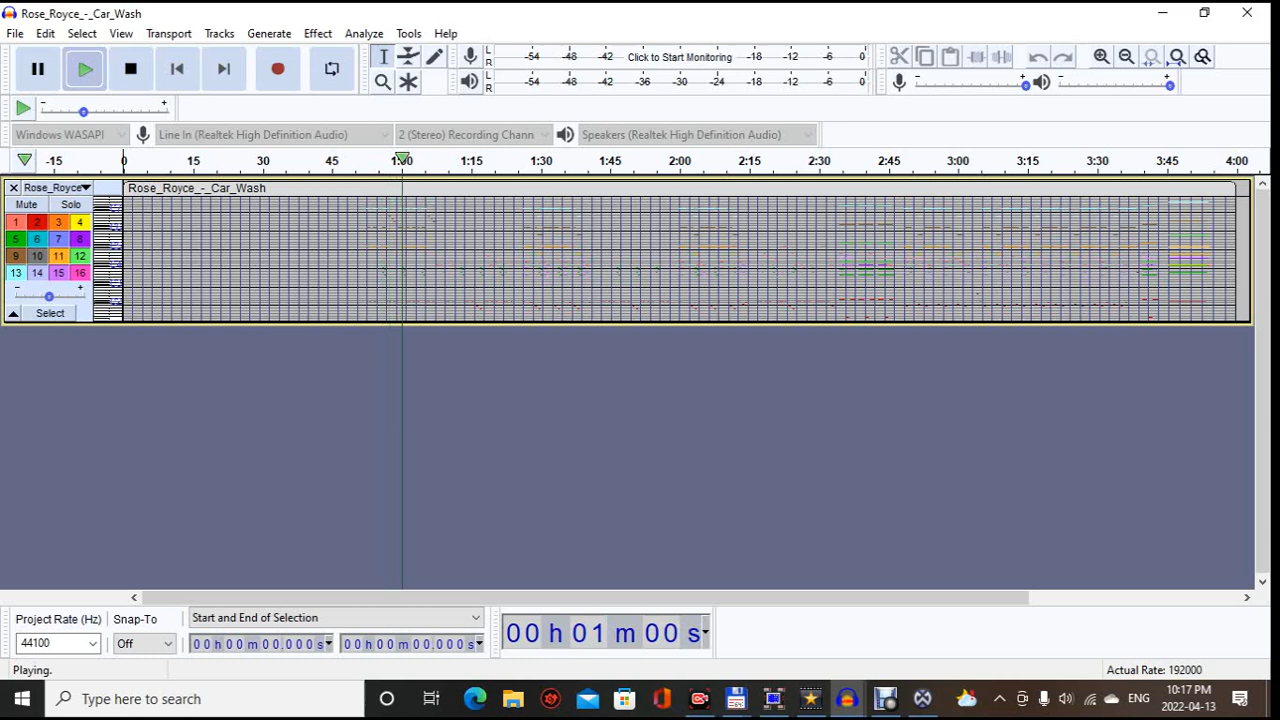 Rose_Royce_-_Car_Wash
File Edit Select View Transport Tracks Generate Effect Analyze Tools Help
L R -54 -48 -42 Click to Start Monitoring -18 -12 -6 0
L R -54 -48 -42 -36 -30 -24 -18 -12 -6 0
- + - +
- +
Windows WASAPI Line In (Realtek High Definition Audio) 2 (Stereo) Recording Chann Speakers (Realtek High Definition Audio)
-15 0 15 30 45 1:00 1:15 1:30 1:45 2:00 2:15 2:30 2:45 3:00 3:15 3:30 3:45 4:00
Rose_Royce Rose_Royce_-_Car_Wash
Mute Solo
1 2 3 4
5 6 7 8
9 10 11 12
13 14 15 16
- +
Select
Project Rate (Hz) Snap-To Start and End of Selection
44100 Off 00 h 00 m 00.000 s 00 h 00 m 00.000 s 00 h 01 m 00 s
Playing. Actual Rate: 192000
Type here to search ENG 10:17 PM
2022-04-13